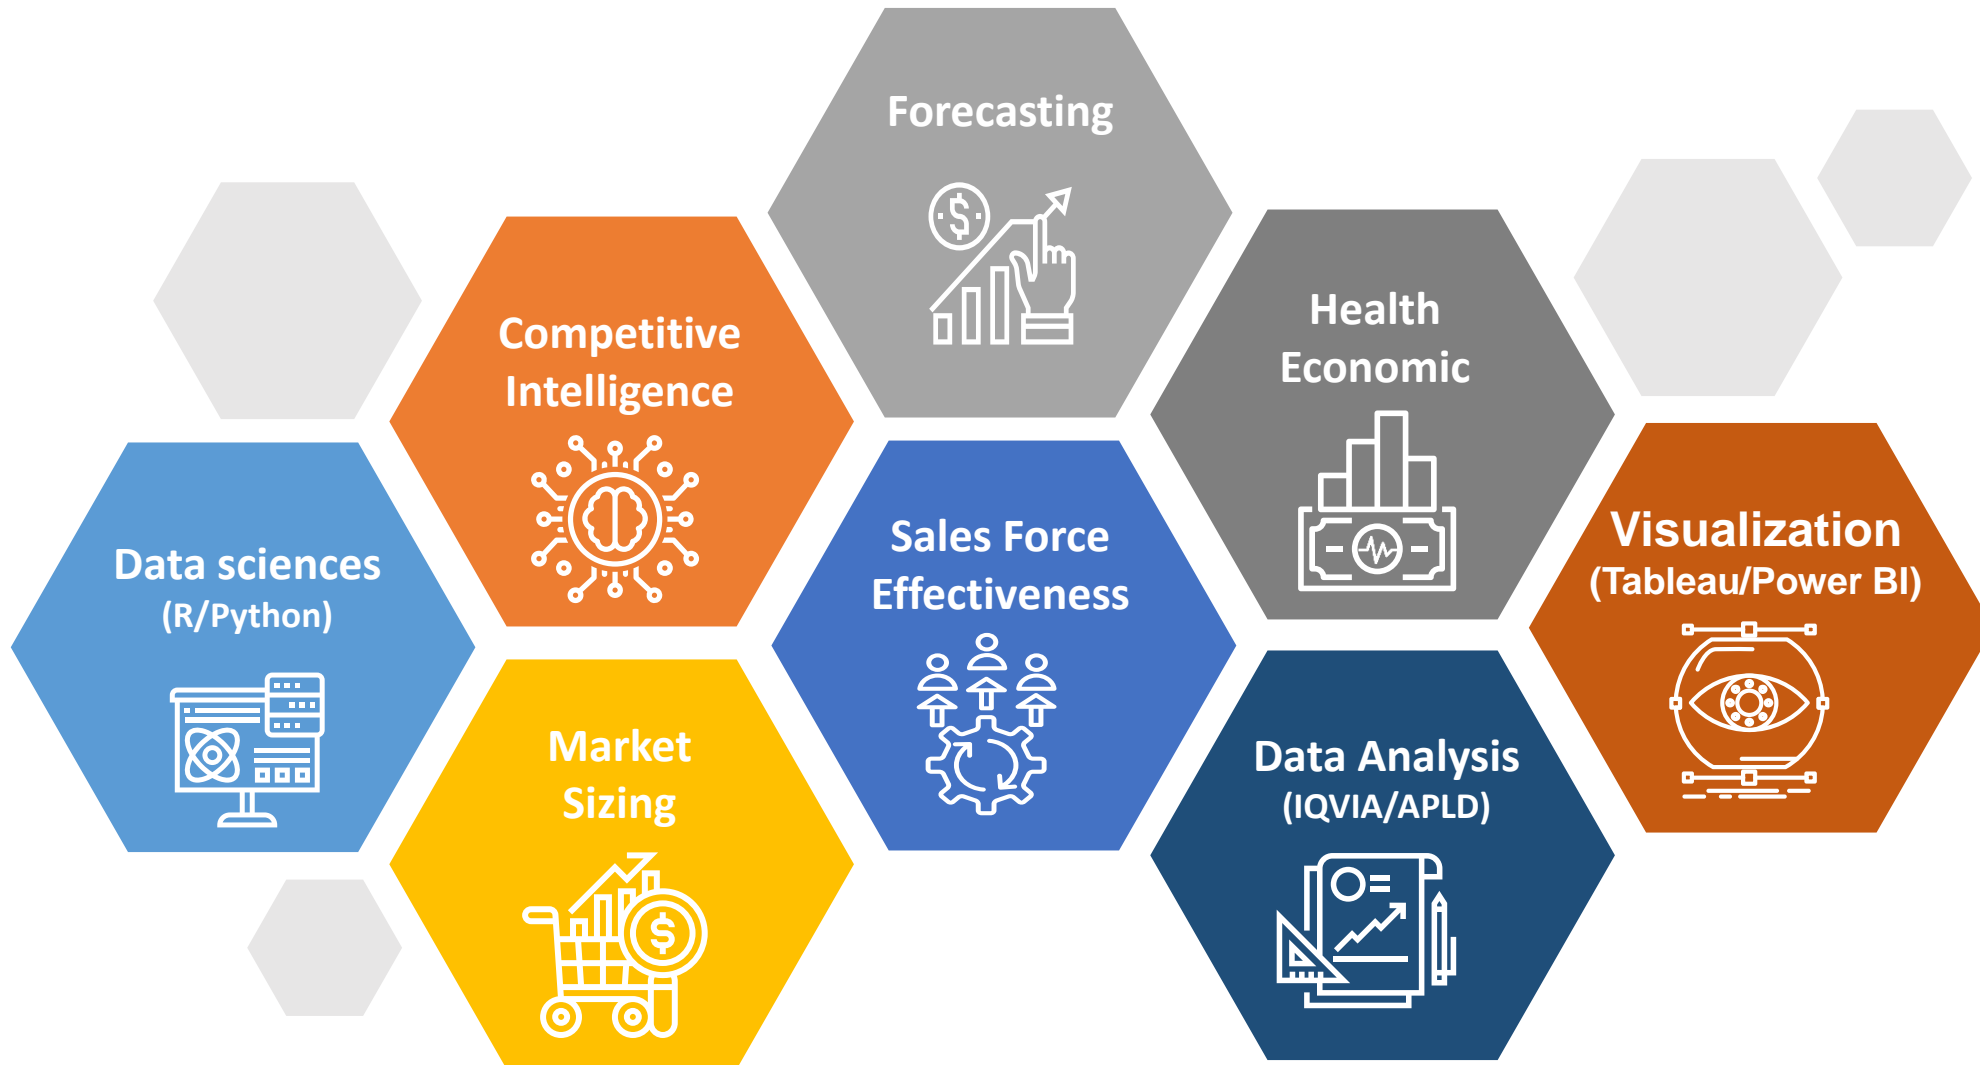 Forecasting
Competitive
Intelligence
Health
Economic
Data sciences
(R/Python)
Sales Force
Effectiveness
Visualization
(Tableau/Power BI)
Market
Sizing
Data Analysis
(IQVIA/APLD)